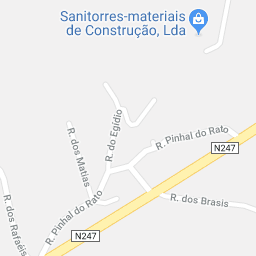 Sanitorres-materiais
de Construção, Lda
R. Pinhal do Rato
N247
R. do Egídio
R. dos Matias
R. dos Brasis
R. dos Rafaéis
R. Pinhal do Rato
N247